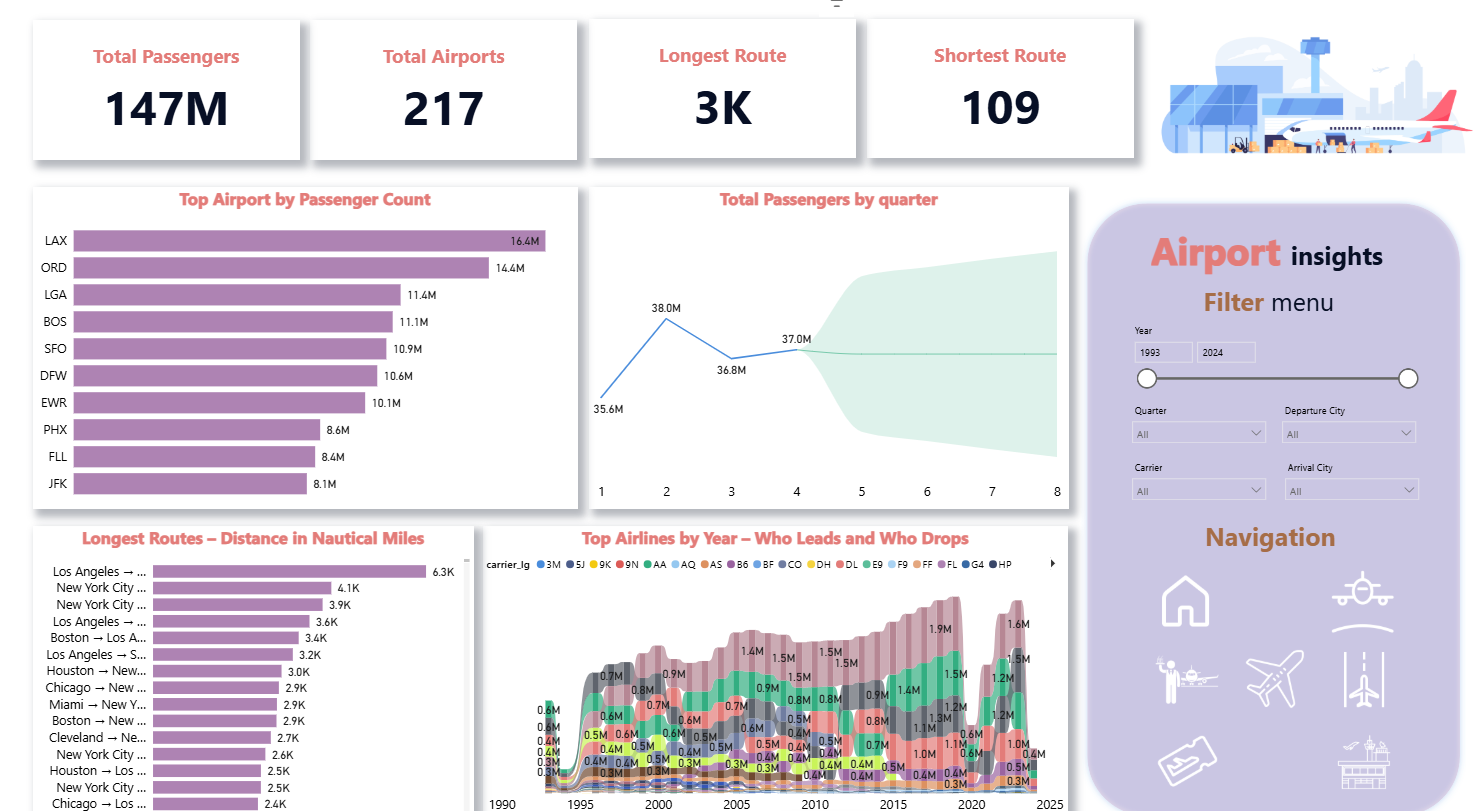 Total Passengers
147M
Total Airports
217
Longest Route
3K
Shortest Route
109
Top Airport by Passenger Count
LAX 16.4M
ORD 14.4M
LGA 11.4M
BOS 11.1M
SFO 10.9M
DFW 10.6M
EWR 10.1M
PHX 8.6M
FLL 8.4M
JFK 8.1M
Total Passengers by quarter
38.0M
37.0M
36.8M
35.6M
1 2 3 4 5 6 7 8
Airport insights
Filter menu
Year
1993 2024
Quarter Departure City
All All
Carrier Arrival City
All All
Navigation
Longest Routes – Distance in Nautical Miles
Los Angeles → ... 6.3K
New York City ... 4.1K
New York City ... 3.9K
Los Angeles → ... 3.6K
Boston → Los A... 3.4K
Los Angeles → S... 3.2K
Houston → New... 3.0K
Chicago → New ... 2.9K
Miami → New Y... 2.9K
Boston → New ... 2.9K
Cleveland → Ne... 2.7K
New York City ... 2.6K
Houston → Los ... 2.5K
New York City ... 2.5K
Chicago → Los ... 2.4K
Top Airlines by Year – Who Leads and Who Drops
carrier_lg 3M 5J 9K 9N AA AQ AS B6 BF CO DH DL E9 F9 FF FL G4 HP
1.9M 1.6M
1.4M 1.5M 1.5M 1.5M 1.5M
0.7M 0.9M 1.5M 1.5M
0.8M 0.9M 0.8M 0.8M 0.9M 1.4M 1.2M
0.6M 0.6M 0.7M 0.7M 0.5M 1.2M 1.2M
0.6M 0.6M 0.6M 0.8M 1.1M 1.3M
0.5M 0.6M 0.6M 0.5M 0.6M 0.4M 0.5M 0.7M 1.0M 1.1M 0.6M 1.0M
0.4M 0.4M 0.5M 0.4M 0.5M 0.5M 0.4M 0.4M 0.6M 0.4M
0.3M 0.4M 0.4M 0.5M 0.4M 0.4M 0.4M 0.4M 0.5M 0.5M
0.3M 0.3M 0.3M 0.3M 0.3M 0.3M 0.4M 0.4M 0.4M 0.4M 0.3M 0.3M
1990 1995 2000 2005 2010 2015 2020 2025